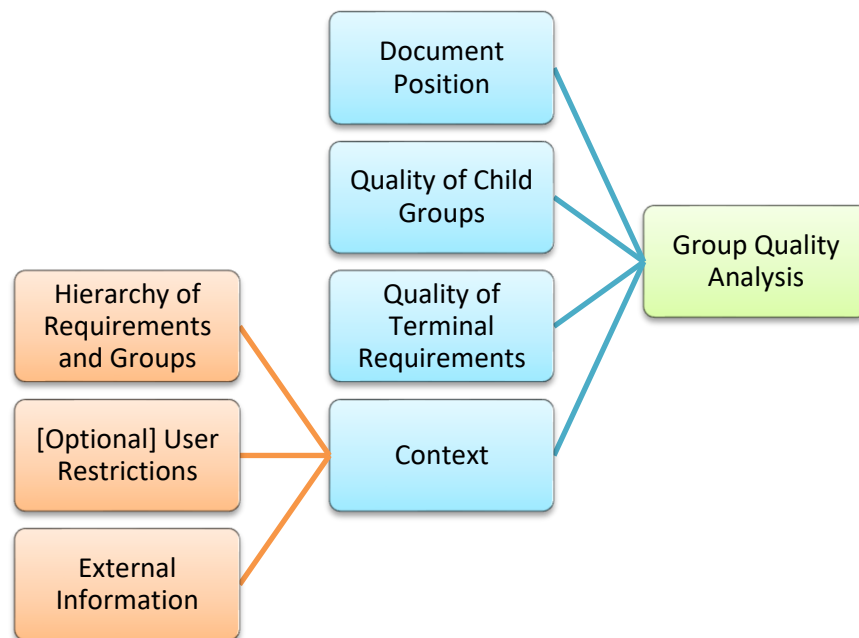 Document
Position
Quality of Child
Groups
Group Quality
Analysis
Hierarchy of
Requirements
and Groups
Quality of
Terminal
Requirements
[Optional] User
Restrictions
Context
External
Information